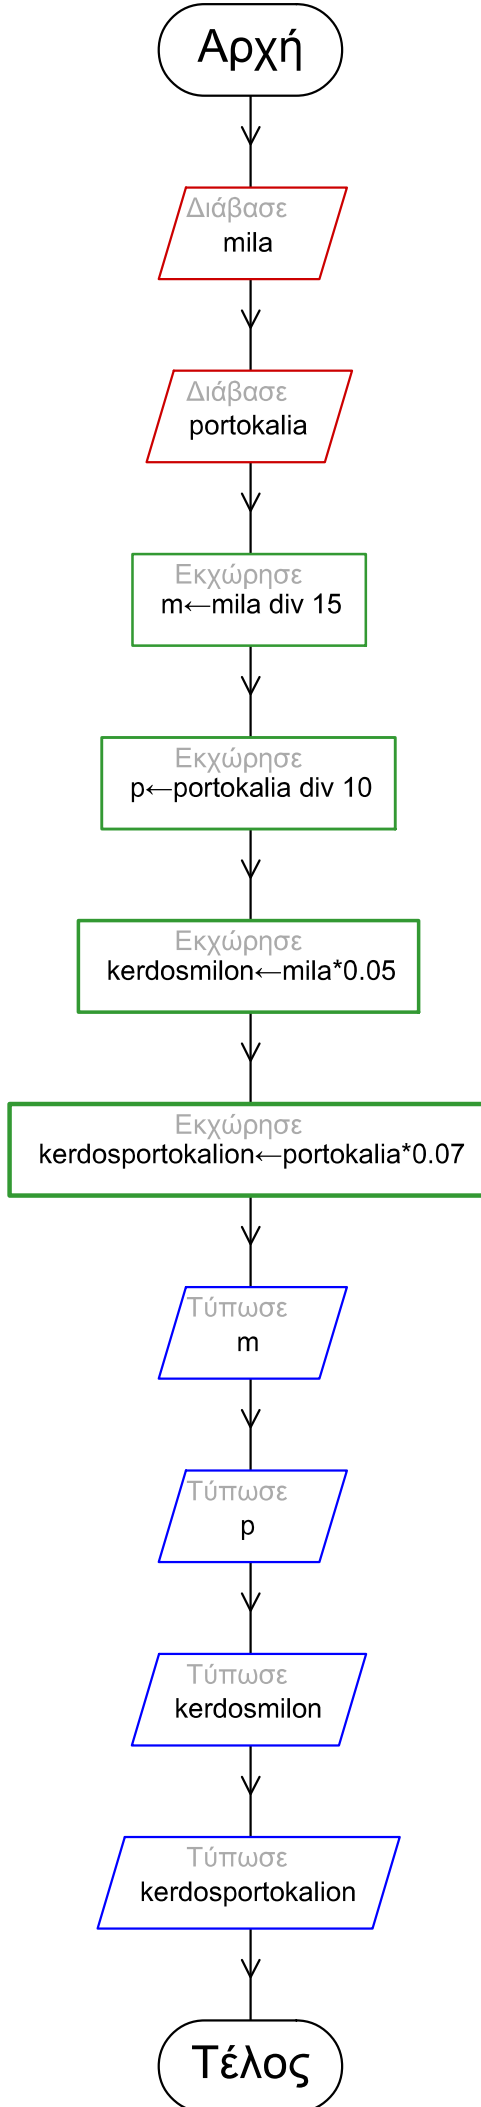 Αρχή
Διάβασε
mila
Διάβασε
portokalia
Εκχώρησε
m←mila div 15
Εκχώρησε
p←portokalia div 10
Εκχώρησε
kerdosmilon←mila*0.05
Εκχώρησε
kerdosportokalion←portokalia*0.07
Τύπωσε
m
Τύπωσε
p
Τύπωσε
kerdosmilon
Τύπωσε
kerdosportokalion
Τέλος